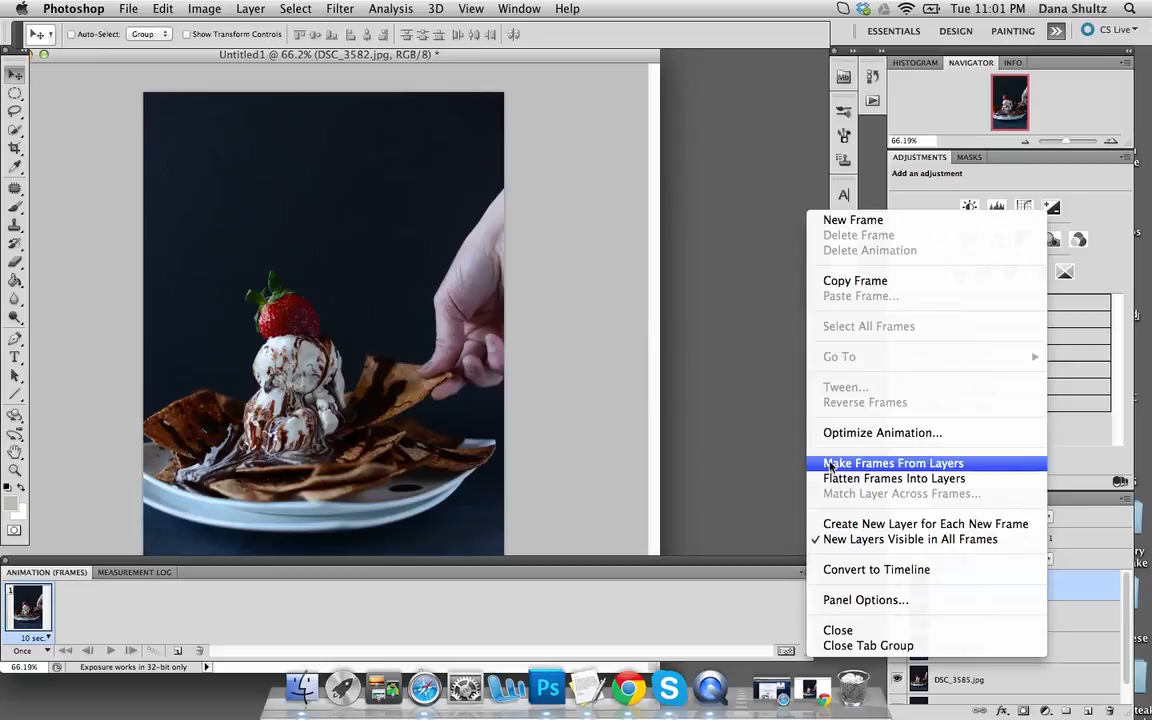 Photoshop File Edit Image Layer Select Filter Analysis 3D View Window Help Tue 11:01 PM Dana Shultz
Auto-Select: Group Show Transform Controls ESSENTIALS DESIGN PAINTING CS Live
Untitled1 @ 66.2% (DSC_3582.jpg, RGB/8) *
HISTOGRAM NAVIGATOR INFO
66.19%
ADJUSTMENTS MASKS
Add an adjustment
New Frame
Delete Frame
Delete Animation
Copy Frame
Paste Frame...
Select All Frames
Go To
Tween...
Reverse Frames
Optimize Animation...
Make Frames From Layers
Flatten Frames Into Layers
Match Layer Across Frames...
Create New Layer for Each New Frame
✓ New Layers Visible in All Frames
Convert to Timeline
Panel Options...
Close
Close Tab Group
ANIMATION (FRAMES) MEASUREMENT LOG
1
10 sec.
Once
66.19% Exposure works in 32-bit only
DSC_3585.jpg
Ps